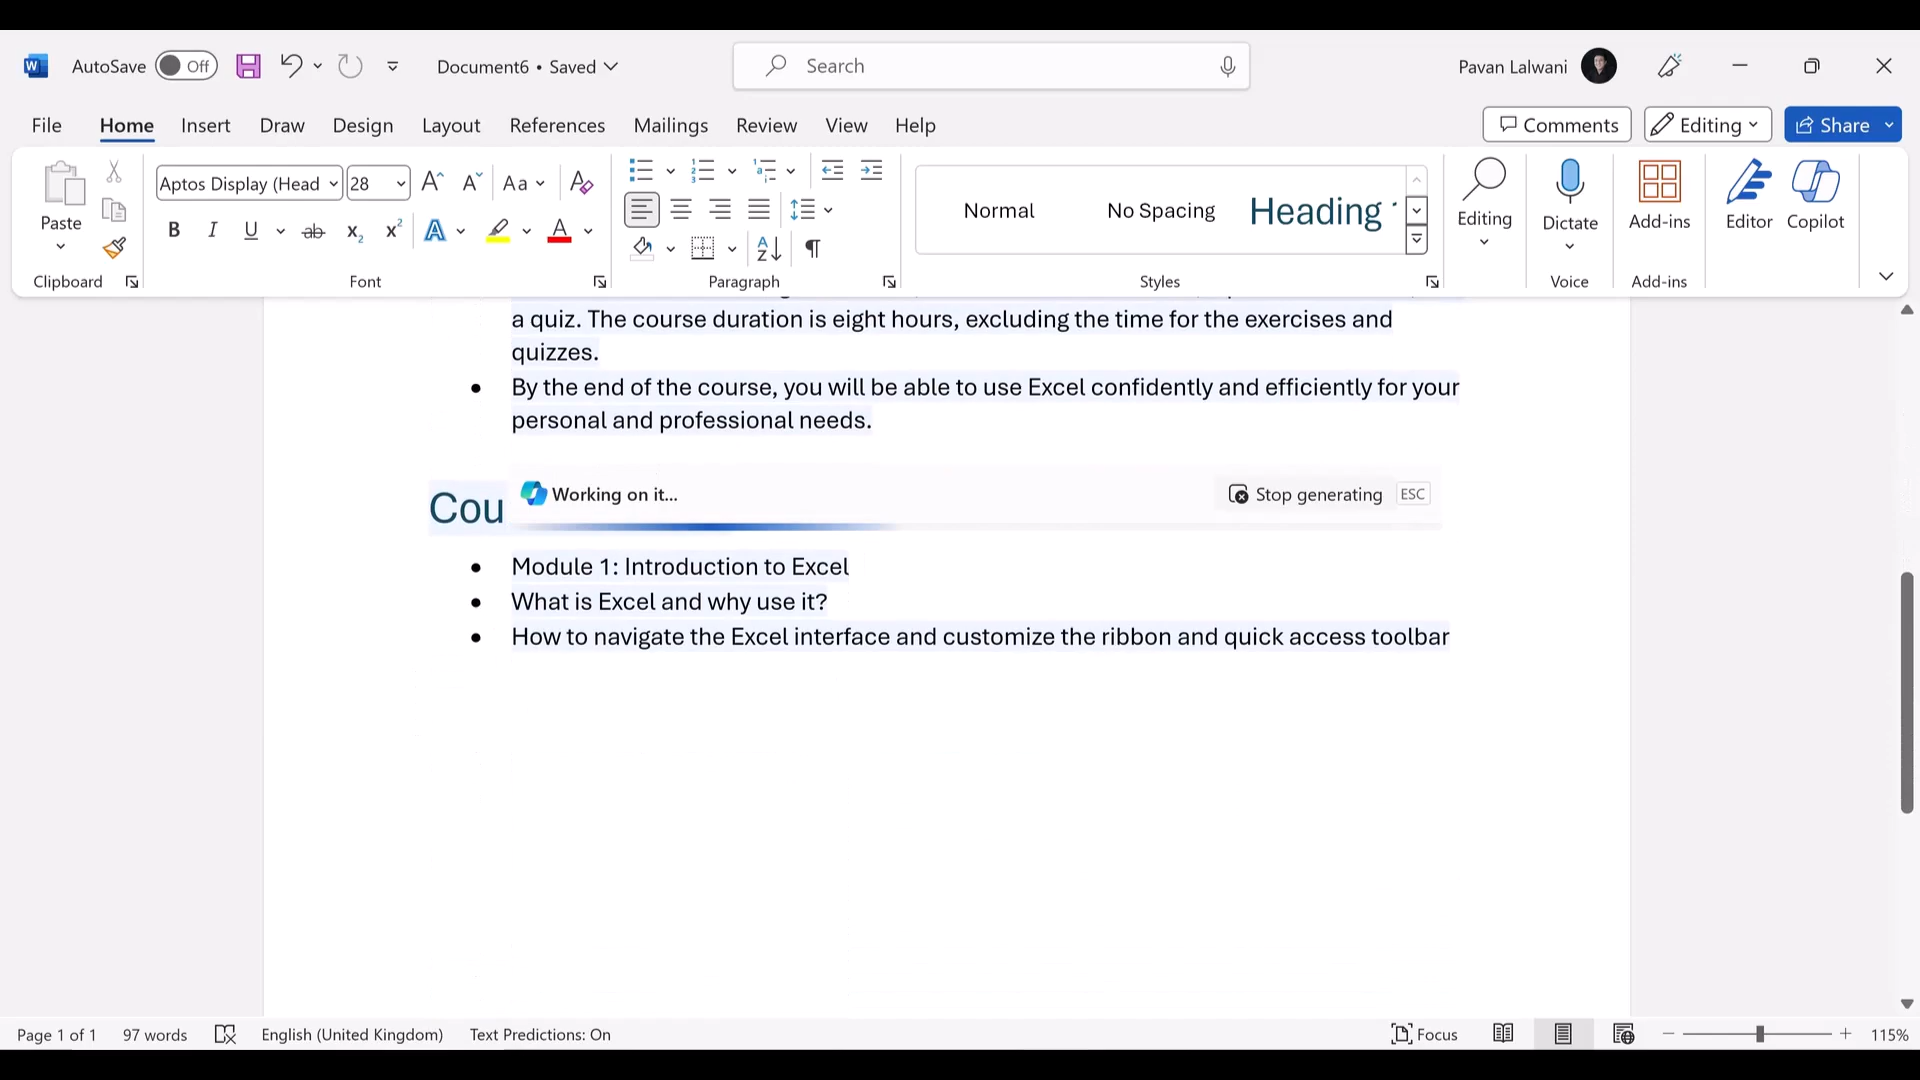 AutoSave Off Document6 • Saved Search Pavan Lalwani
File Home Insert Draw Design Layout References Mailings Review View Help Comments Editing Share
Aptos Display (Head 28 Aa
Paste B I U ab x₂ x² A A
Normal No Spacing Heading
Editing Dictate Add-ins Editor Copilot
Clipboard Font Paragraph Styles Voice Add-ins
a quiz. The course duration is eight hours, excluding the time for the exercises and
quizzes.
• By the end of the course, you will be able to use Excel confidently and efficiently for your
personal and professional needs.
Cou Working on it... Stop generating ESC
• Module 1: Introduction to Excel
• What is Excel and why use it?
• How to navigate the Excel interface and customize the ribbon and quick access toolbar
Page 1 of 1 97 words English (United Kingdom) Text Predictions: On Focus 115%